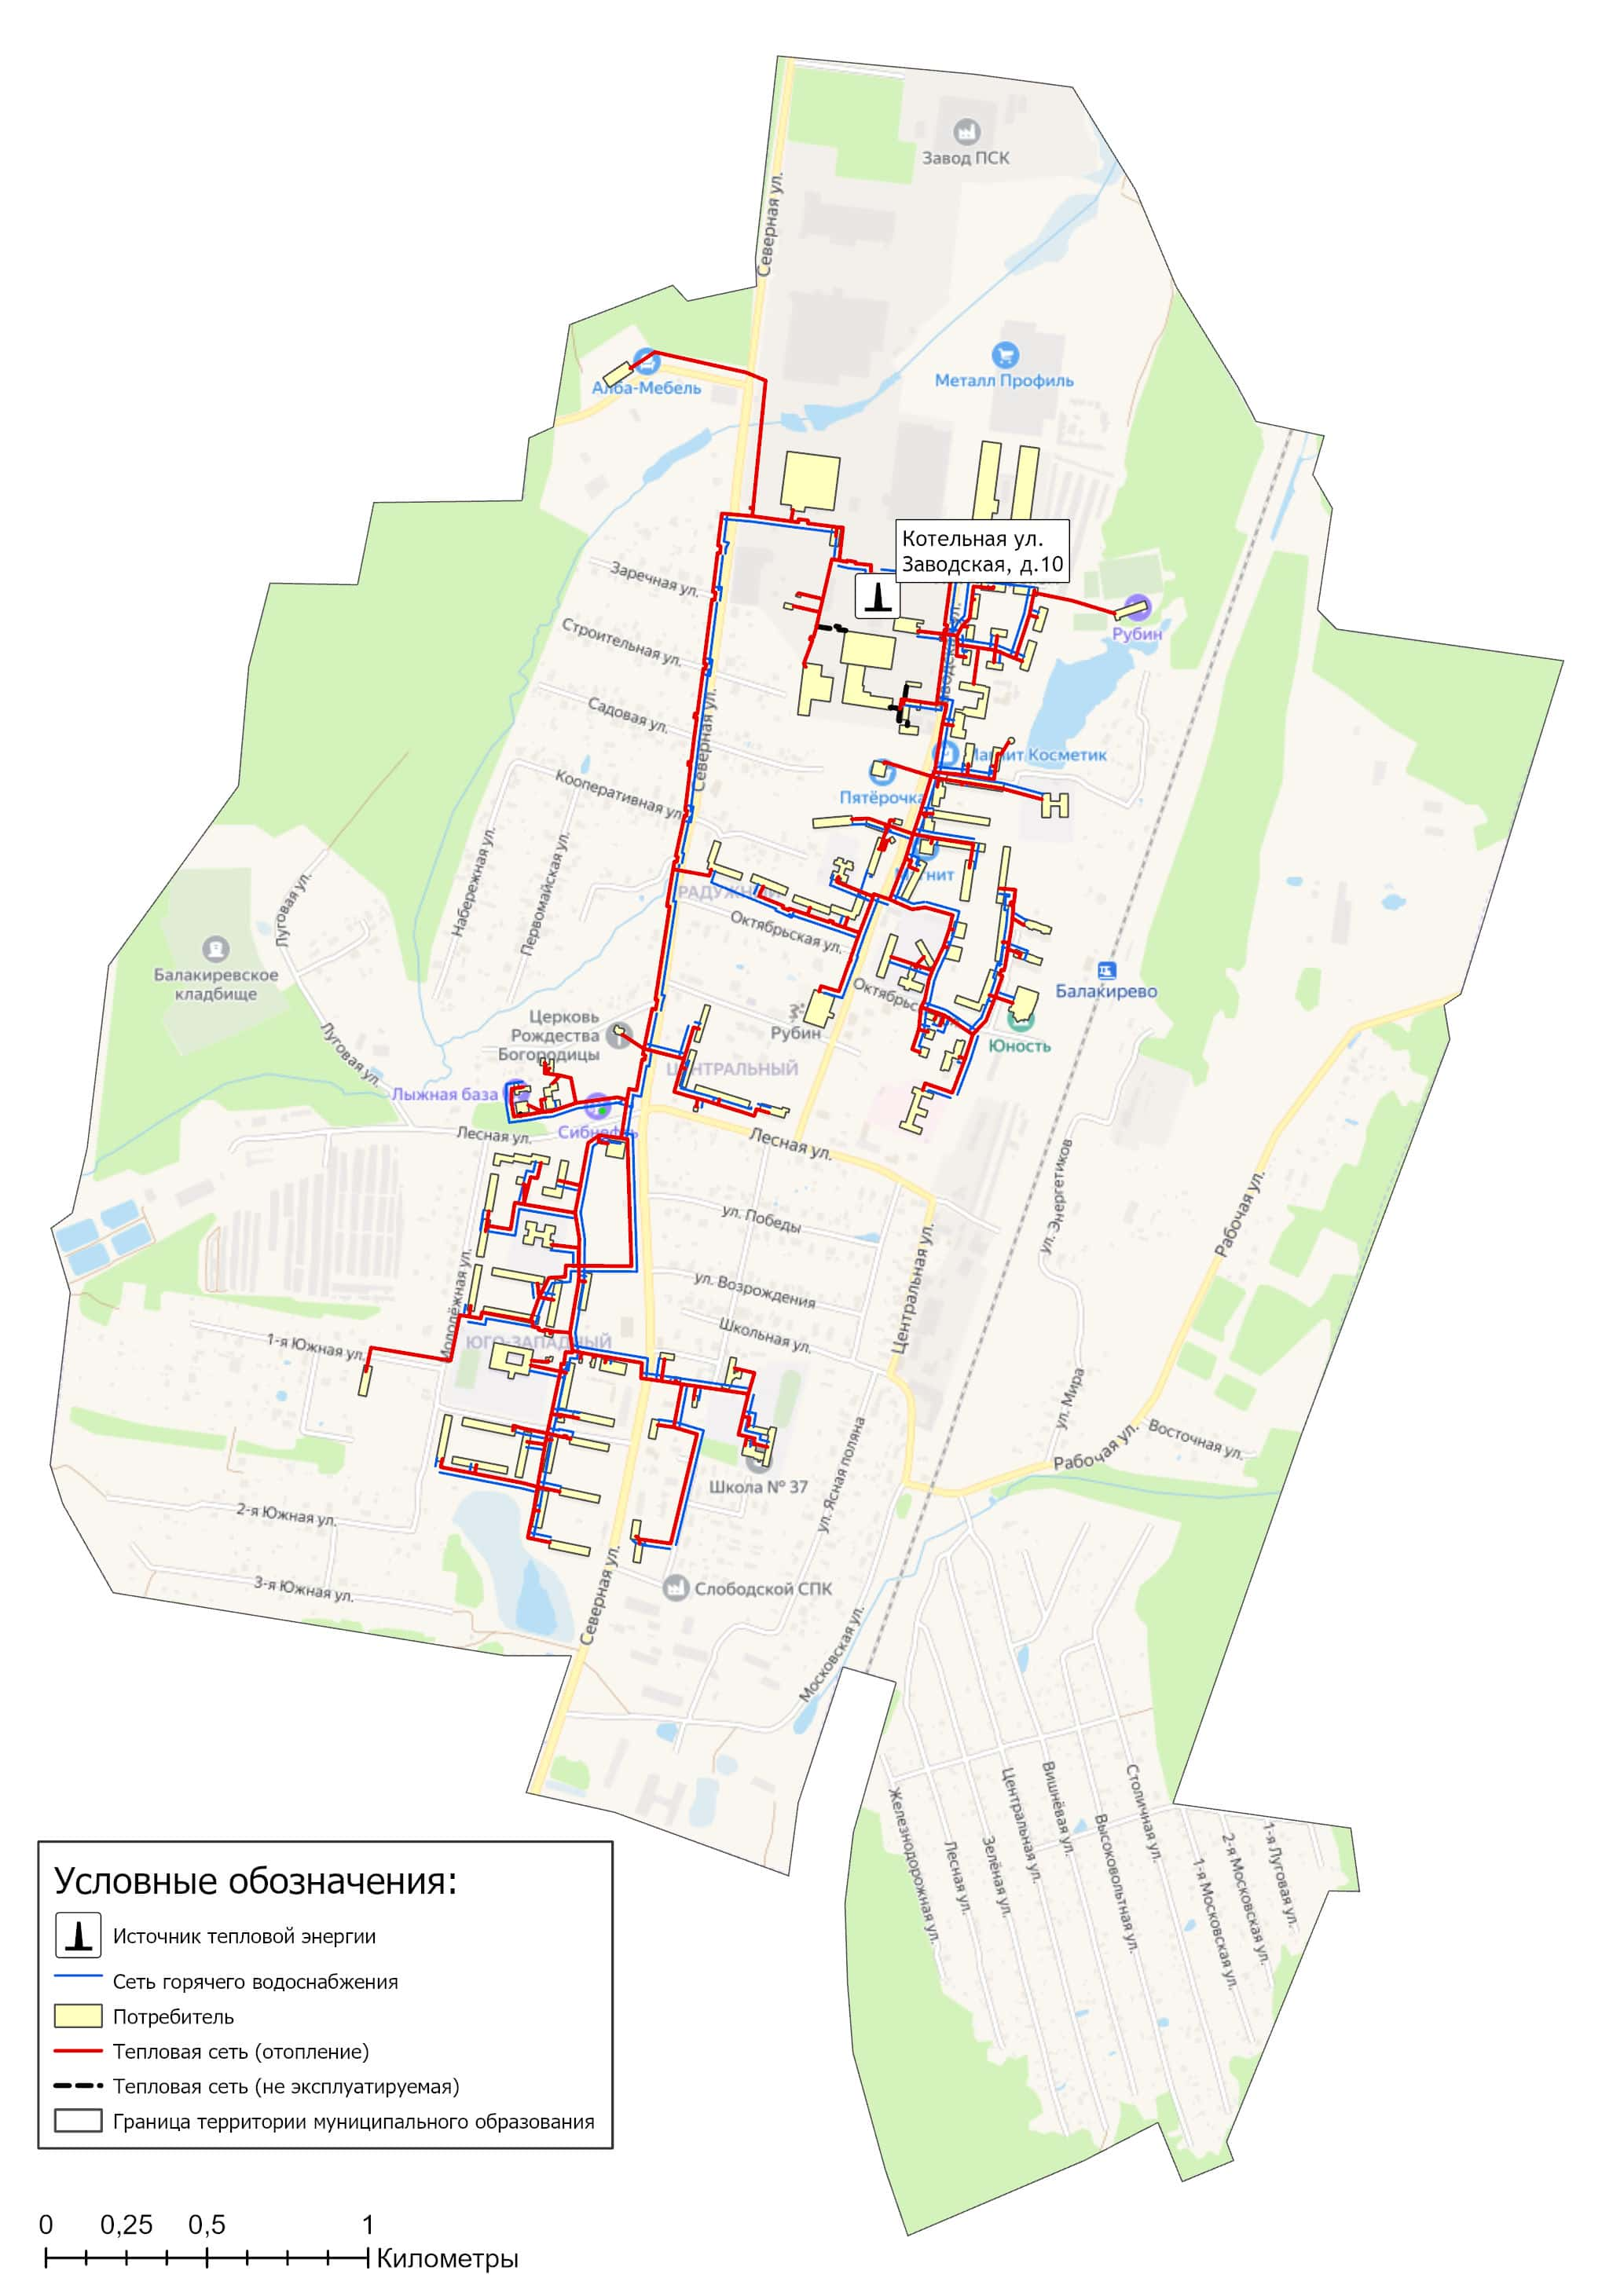 Завод ПСК
Северная ул.
Металл Профиль
Алба-Мебель
Котельная ул.
Заводская, д.10
Заречная ул.
Рубин
Строительная ул.
Садовая ул.
Северная ул.
Кооперативная ул.
Пятёрочка
Набережная ул.
Первомайская ул.
Луговая ул.
Октябрьская ул.
Балакиревское
кладбище
Балакирево
Рубин
Юность
Церковь
Рождества
Богородицы
Луговая ул.
Лыжная база
Лесная ул.
Лесная ул.
ул. Победы
ул. Энергетиков
Рабочая ул.
ул. Возрождения
Центральная ул.
Школьная ул.
Молодёжная ул.
1-я Южная ул.
ЮГО-ЗАПАДНЫЙ
ул. Мира
Рабочая ул.
Восточная ул.
Школа № 37
ул. Ясная поляна
2-я Южная ул.
3-я Южная ул.
Северная ул.
Слободской СПК
Московская ул.
Железнодорожная ул.
Лесная ул.
Зелёная ул.
Центральная ул.
Вишнёвая ул.
Высоковольтная ул.
Столичная ул.
1-я Московская ул.
2-я Московская ул.
1-я Луговая ул.
Условные обозначения:
Источник тепловой энергии
Сеть горячего водоснабжения
Потребитель
Тепловая сеть (отопление)
Тепловая сеть (не эксплуатируемая)
Граница территории муниципального образования
0 0,25 0,5 1
Километры